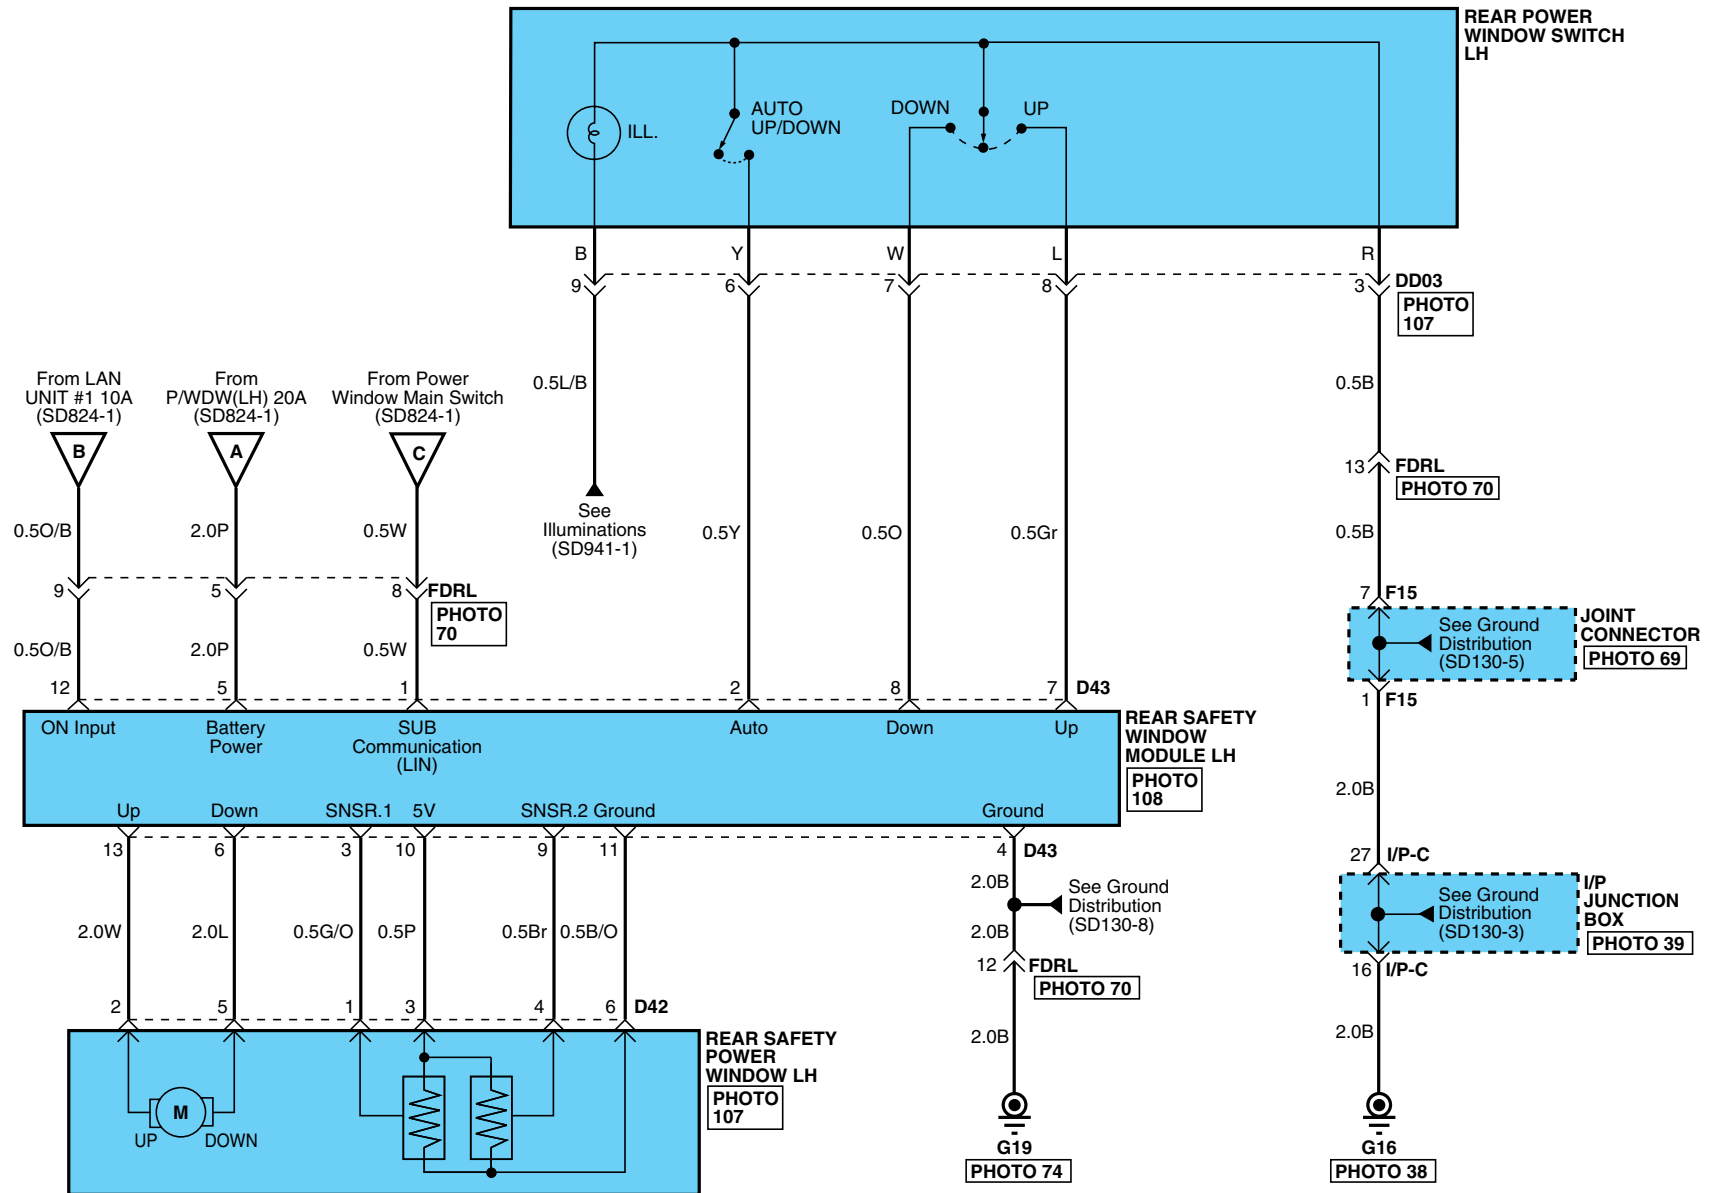 REAR POWER
WINDOW SWITCH
LH
ILL.
AUTO
UP/DOWN
DOWN
UP
B
Y
W
L
R
9
6
7
8
3
DD03
PHOTO
107
From LAN
UNIT #1 10A
(SD824-1)
From
P/WDW(LH) 20A
(SD824-1)
From Power
Window Main Switch
(SD824-1)
B
A
C
0.5L/B
0.5B
13
FDRL
PHOTO 70
See
Illuminations
(SD941-1)
0.5O/B
2.0P
0.5W
0.5Y
0.5O
0.5Gr
0.5B
9
5
8
FDRL
PHOTO
70
7
F15
See Ground
Distribution
(SD130-5)
JOINT
CONNECTOR
PHOTO 69
0.5O/B
2.0P
0.5W
12
5
1
2
8
7
D43
1
F15
ON Input
Battery
Power
SUB
Communication
(LIN)
Auto
Down
Up
REAR SAFETY
WINDOW
MODULE LH
PHOTO
108
Up
Down
SNSR.1
5V
SNSR.2
Ground
Ground
2.0B
13
6
3
10
9
11
4
D43
27
I/P-C
2.0B
See Ground
Distribution
(SD130-8)
See Ground
Distribution
(SD130-3)
I/P
JUNCTION
BOX
PHOTO 39
2.0W
2.0L
0.5G/O
0.5P
0.5Br
0.5B/O
2.0B
12
FDRL
PHOTO 70
16
I/P-C
2
5
1
3
4
6
D42
2.0B
2.0B
REAR SAFETY
POWER
WINDOW LH
PHOTO
107
M
UP
DOWN
G19
PHOTO 74
G16
PHOTO 38